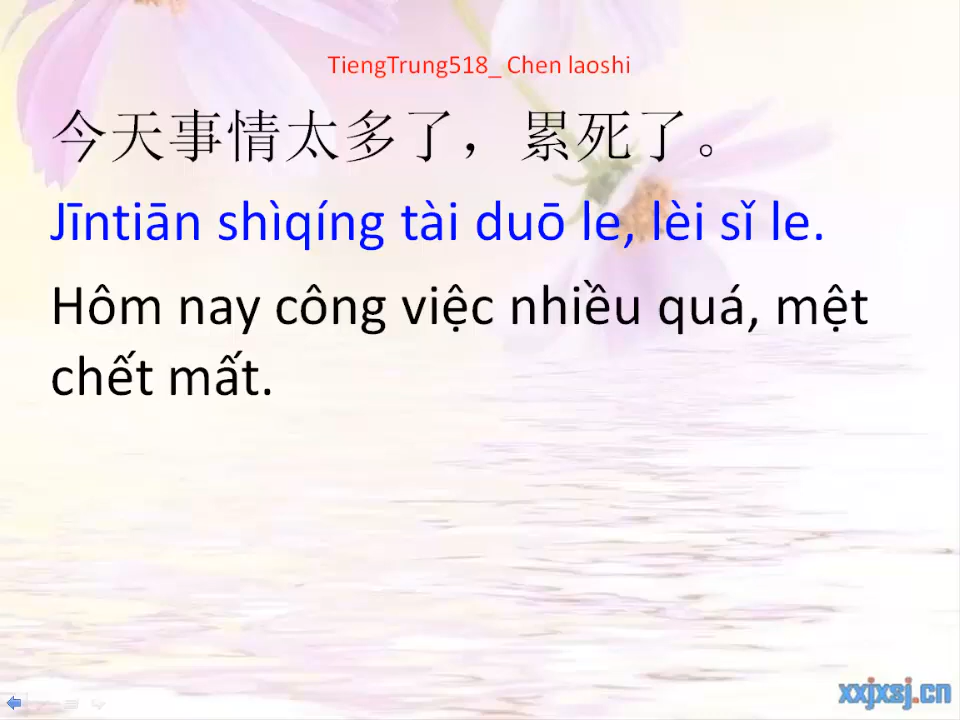 TiengTrung518_ Chen laoshi
今天事情太多了，累死了。
Jīntiān shìqíng tài duō le, lèi sǐ le.
Hôm nay công việc nhiều quá, mệt
chết mất.
xxjxsj.cn